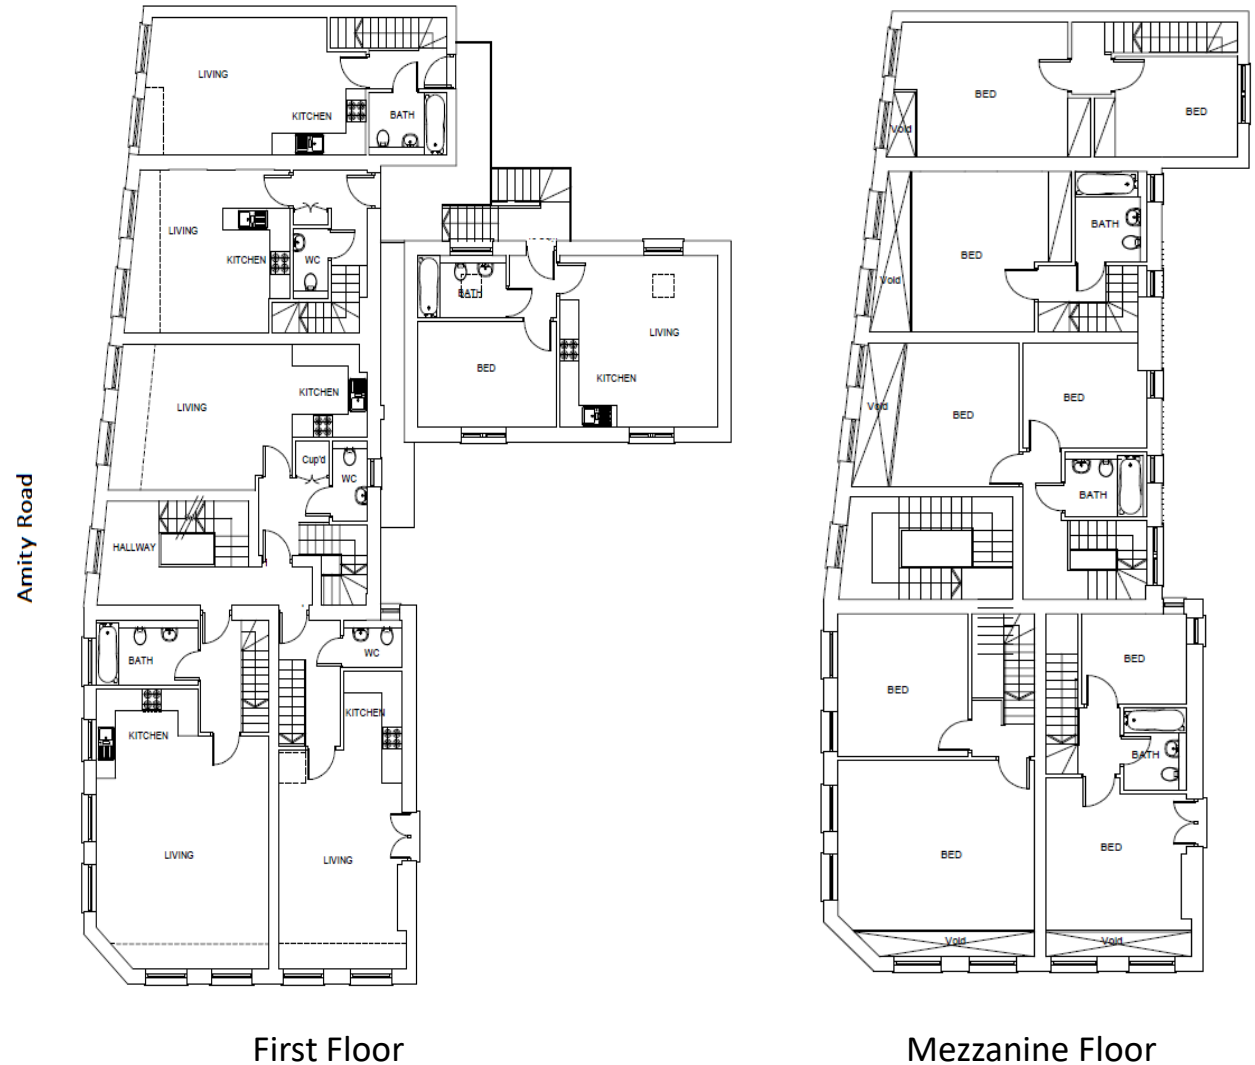 LIVING
KITCHEN
BATH
LIVING
KITCHEN
WC
BATH
BED
LIVING
KITCHEN
LIVING
KITCHEN
Cup'd
WC
HALLWAY
Amity Road
BATH
WC
KITCHEN
KITCHEN
LIVING
LIVING
First Floor
BED
BED
Void
BATH
BED
Void
BED
BED
Void
BATH
BED
BED
BATH
BED
BED
Void
Void
Mezzanine Floor